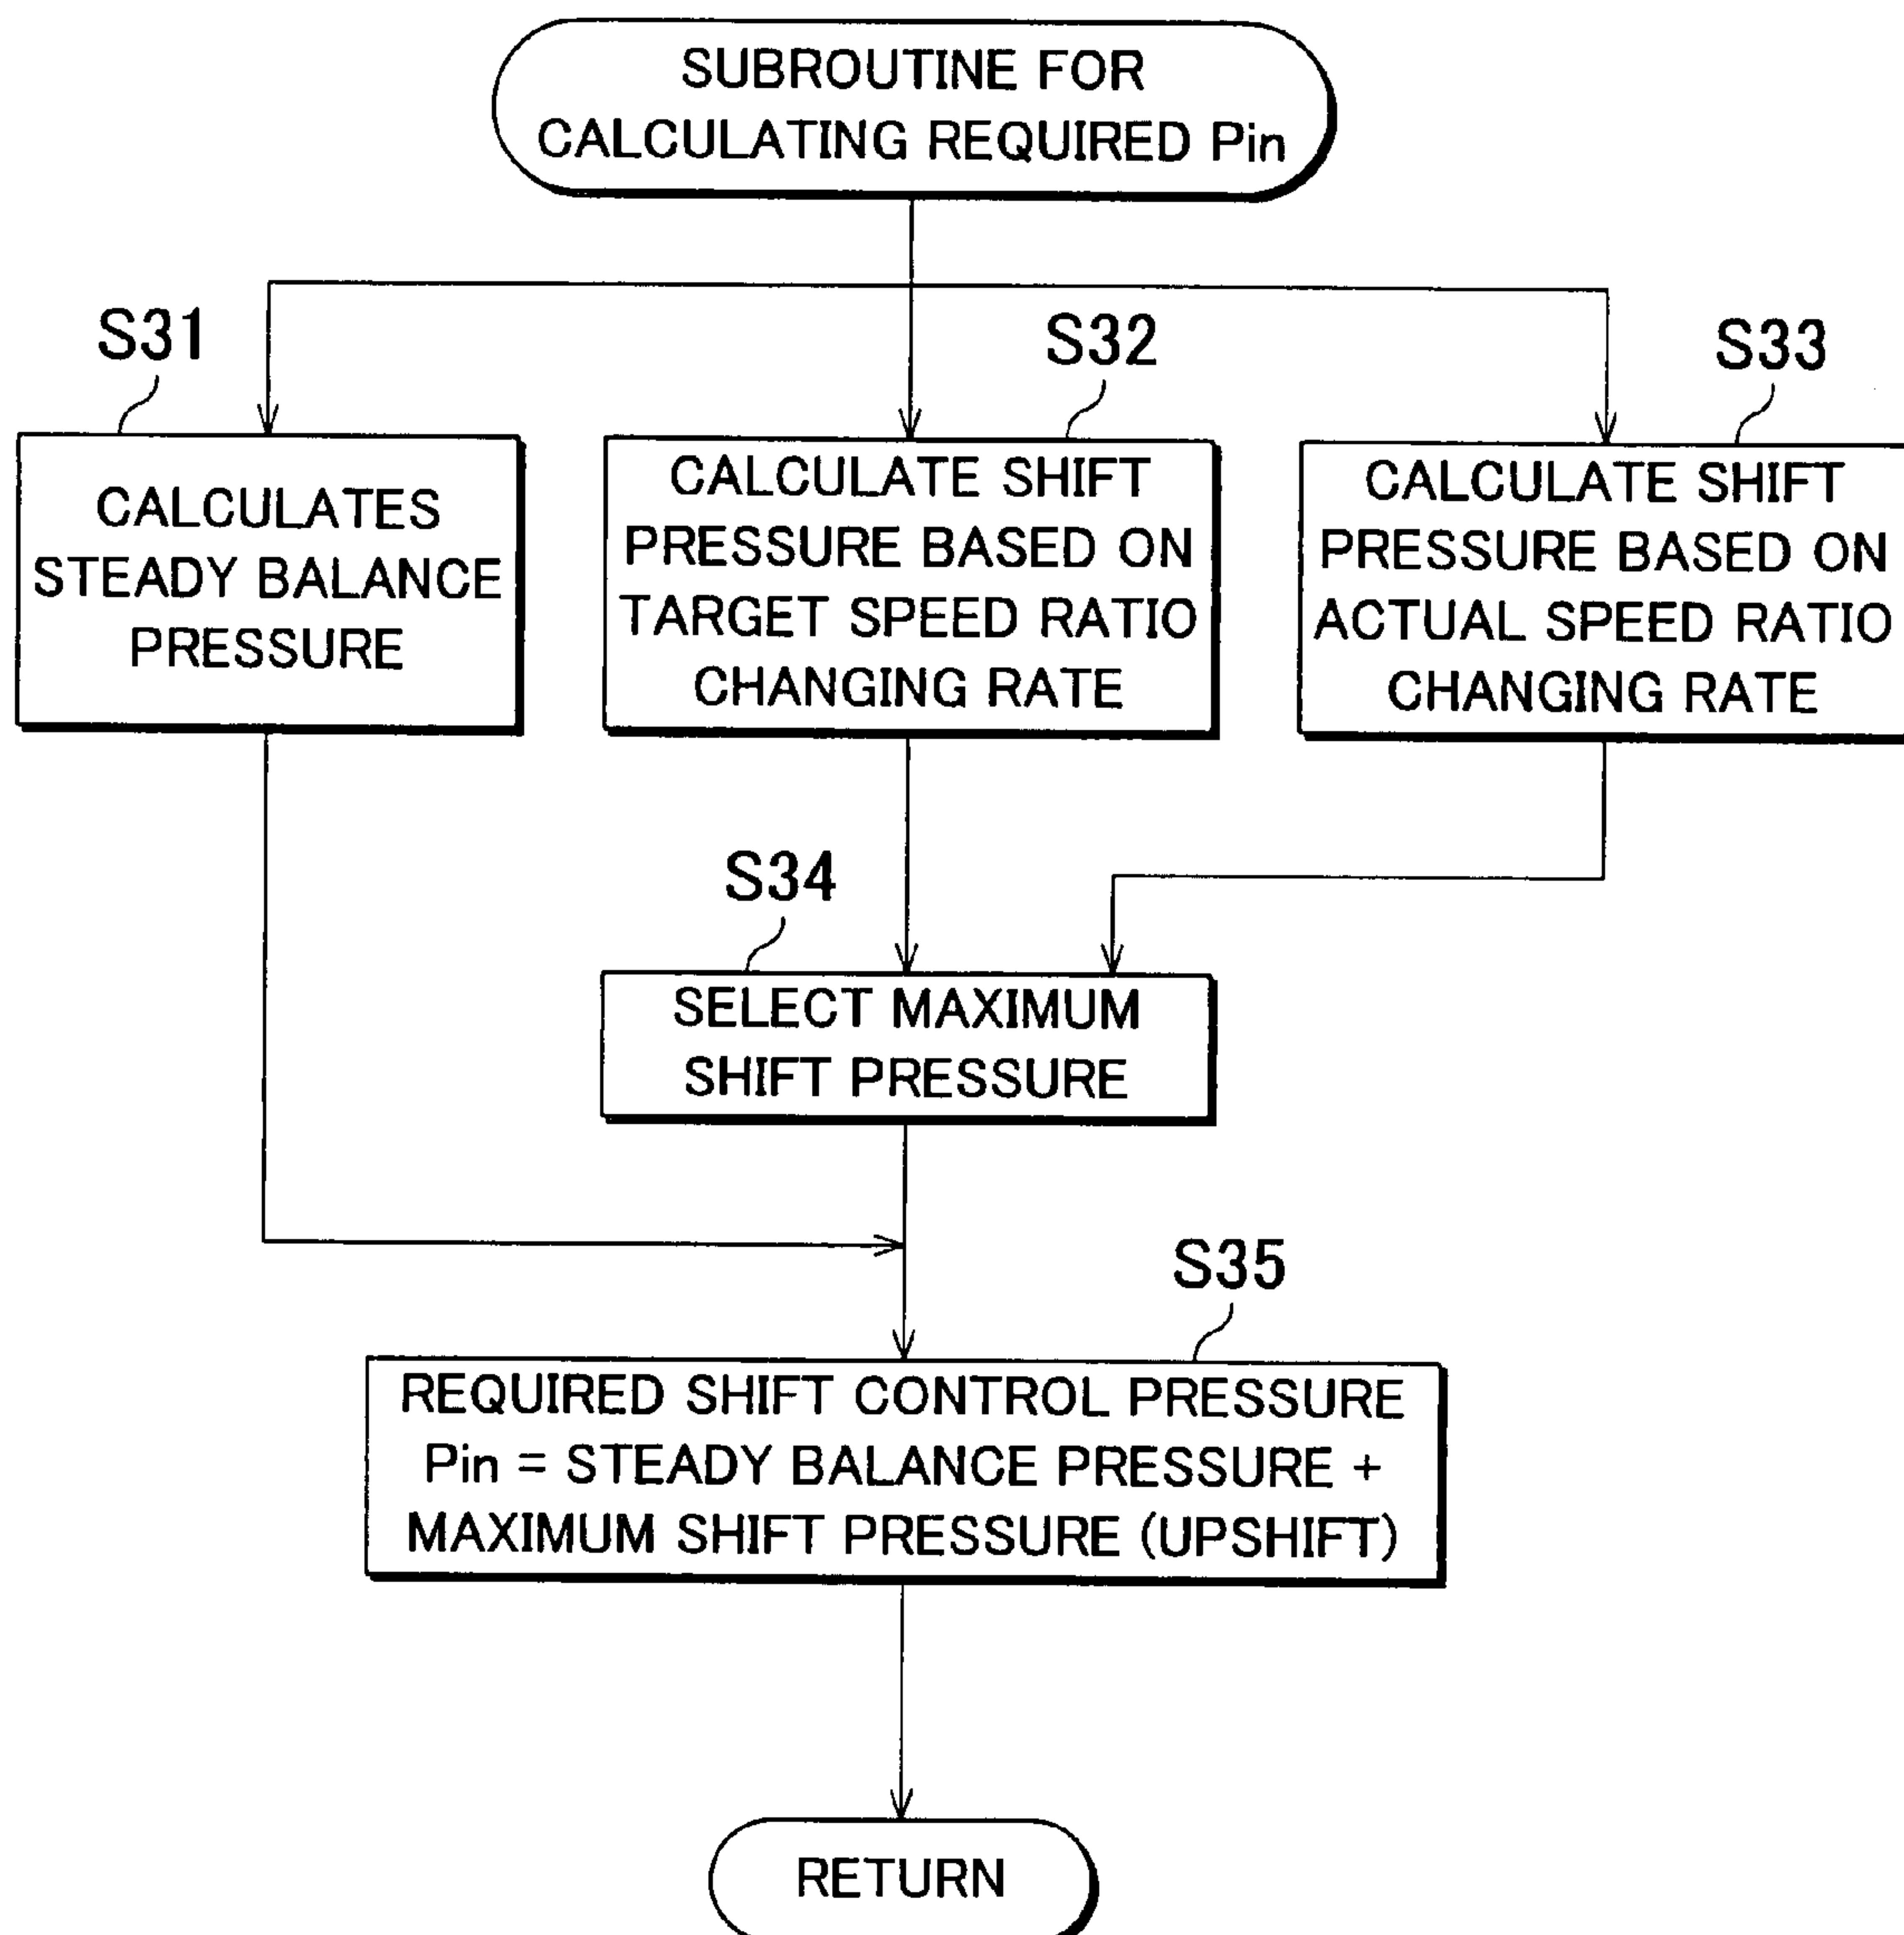 SUBROUTINE FOR
CALCULATING REQUIRED Pin
S31
S32
S33
CALCULATES
STEADY BALANCE
PRESSURE
CALCULATE SHIFT
PRESSURE BASED ON
TARGET SPEED RATIO
CHANGING RATE
CALCULATE SHIFT
PRESSURE BASED ON
ACTUAL SPEED RATIO
CHANGING RATE
S34
SELECT MAXIMUM
SHIFT PRESSURE
S35
REQUIRED SHIFT CONTROL PRESSURE
Pin = STEADY BALANCE PRESSURE +
MAXIMUM SHIFT PRESSURE (UPSHIFT)
RETURN